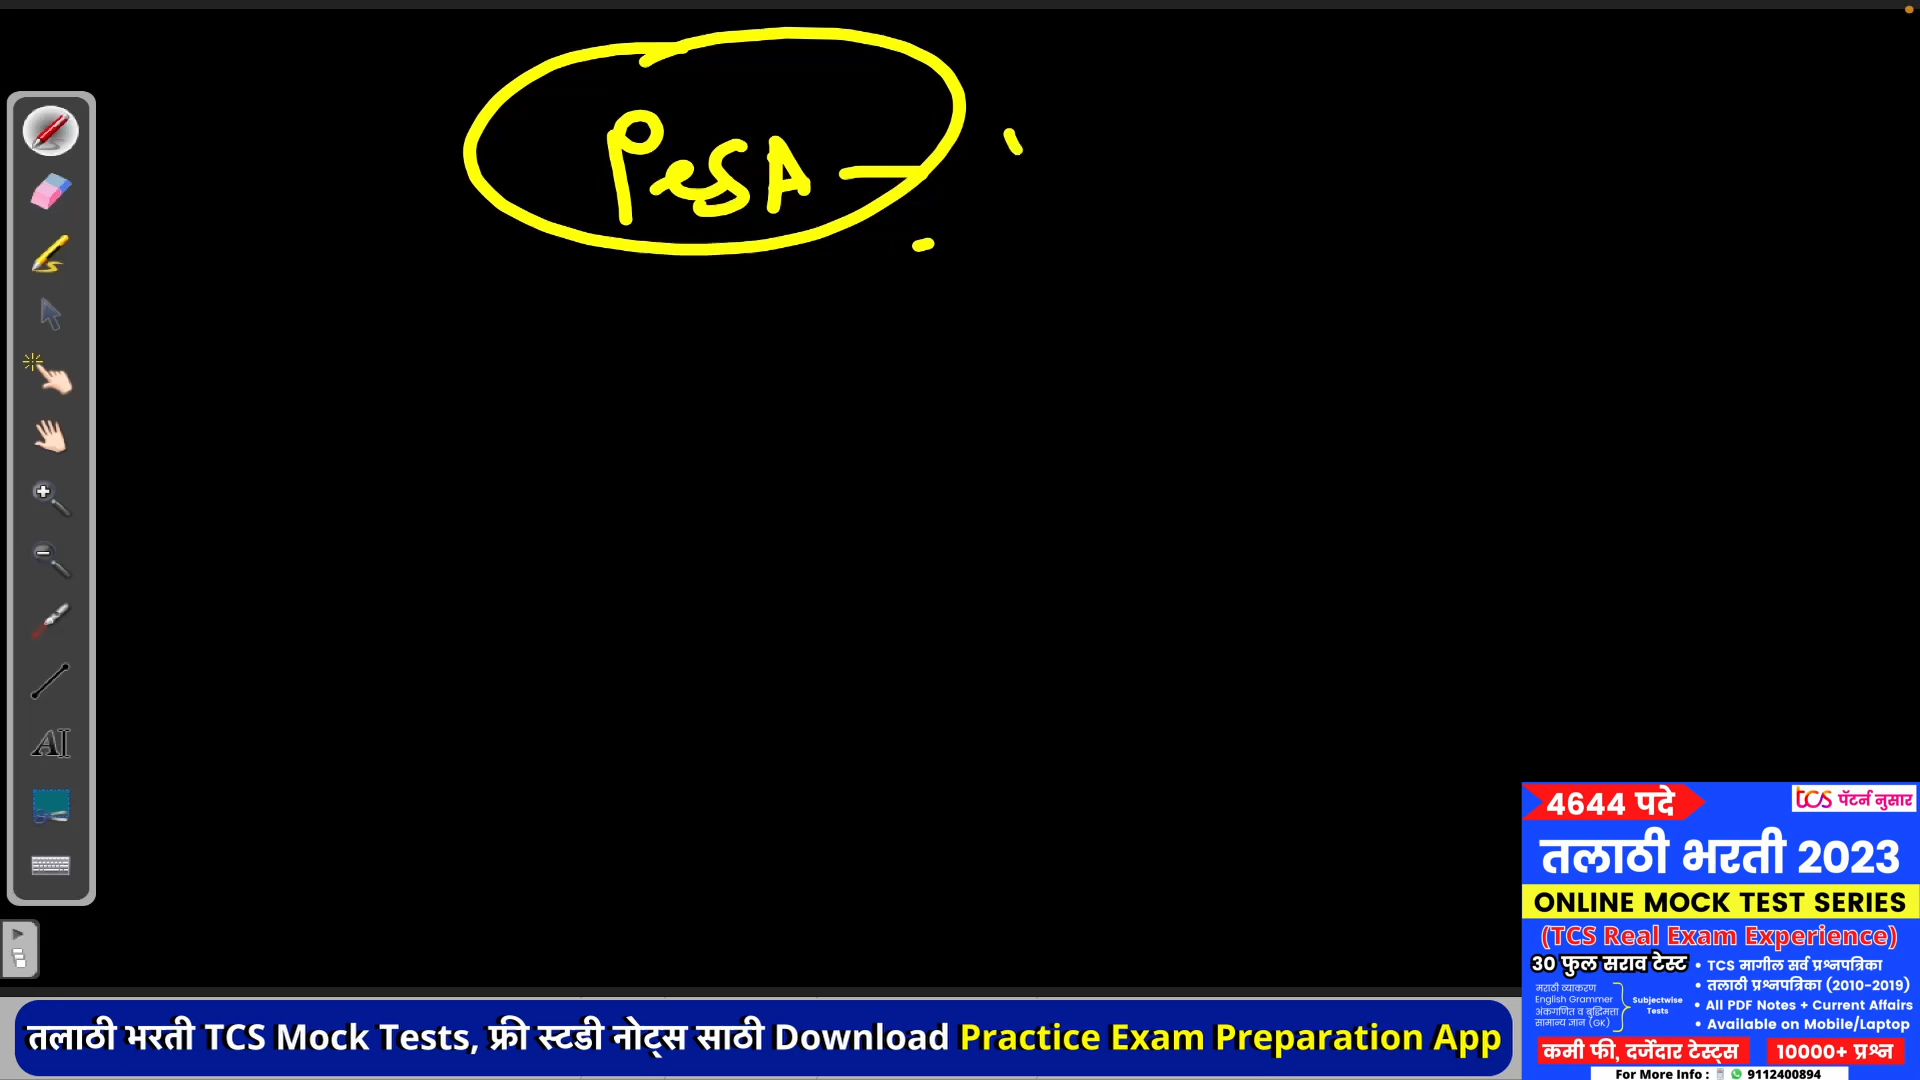 PesA -
4644 पदे
tcs पॅटर्न नुसार
तलाठी भरती 2023
ONLINE MOCK TEST SERIES
(TCS Real Exam Experience)
30 फुल सराव टेस्ट
मराठी व्याकरण
English Grammer
अंकगणित व बुद्धिमत्ता
सामान्य ज्ञान (GK)
Subjectwise
Tests
• TCS मागील सर्व प्रश्नपत्रिका
• तलाठी प्रश्नपत्रिका (2010-2019)
• All PDF Notes + Current Affairs
• Available on Mobile/Laptop
कमी फी, दर्जेदार टेस्ट्स
10000+ प्रश्न
For More Info : 9112400894
तलाठी भरती TCS Mock Tests, फ्री स्टडी नोट्स साठी Download Practice Exam Preparation App